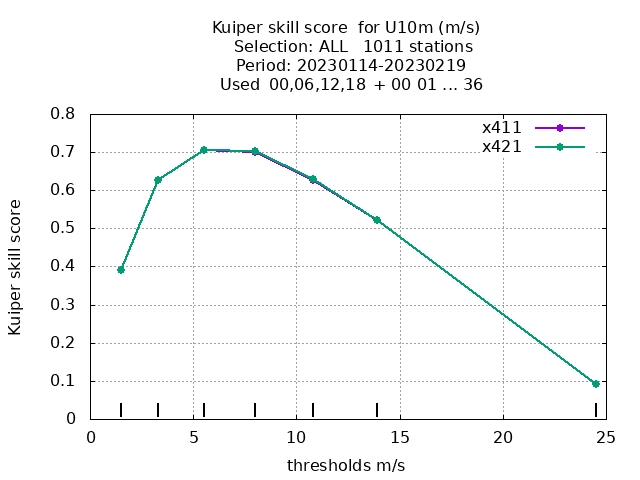 Kuiper skill score  for U10m (m/s)
Selection: ALL   1011 stations
Period: 20230114-20230219
Used  00,06,12,18  + 00 01 ... 36
x411
x421
Kuiper skill score
0.8
0.7
0.6
0.5
0.4
0.3
0.2
0.1
0
0 5 10 15 20 25
thresholds m/s